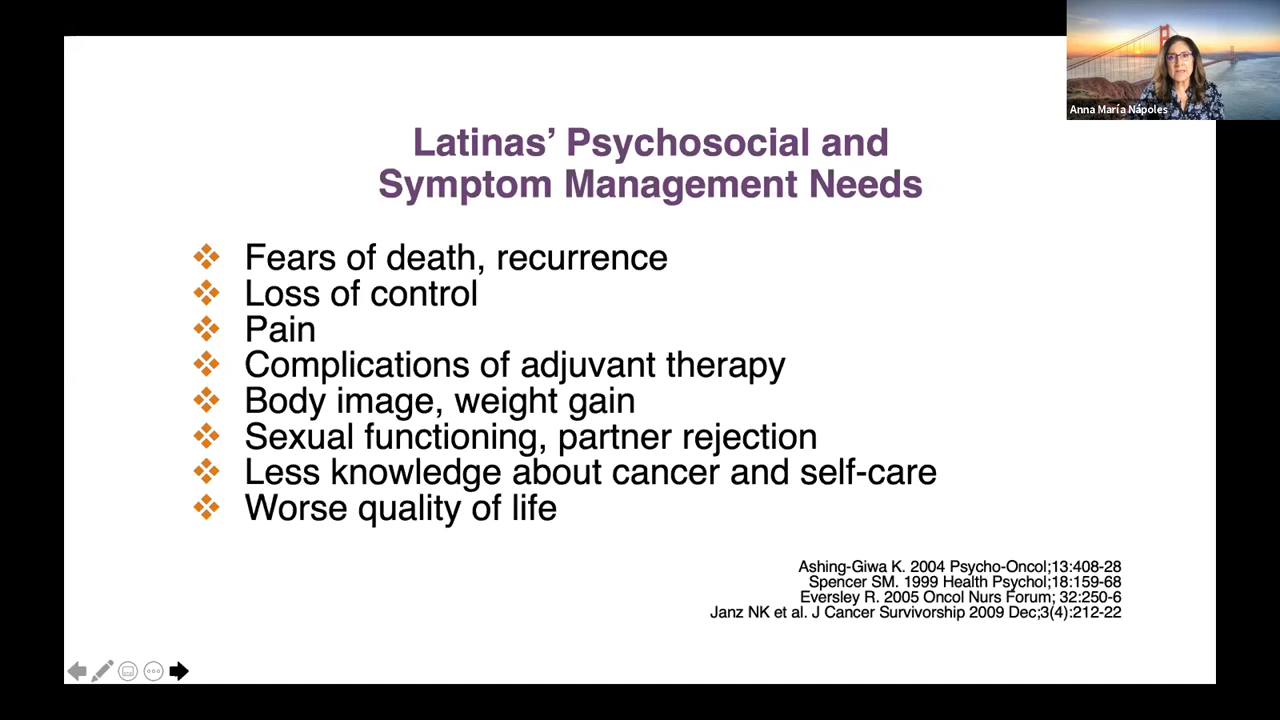 Anna María Nápoles
Latinas’ Psychosocial and
Symptom Management Needs
Fears of death, recurrence
Loss of control
Pain
Complications of adjuvant therapy
Body image, weight gain
Sexual functioning, partner rejection
Less knowledge about cancer and self-care
Worse quality of life
Ashing-Giwa K. 2004 Psycho-Oncol;13:408-28
Spencer SM. 1999 Health Psychol;18:159-68
Eversley R. 2005 Oncol Nurs Forum; 32:250-6
Janz NK et al. J Cancer Survivorship 2009 Dec;3(4):212-22